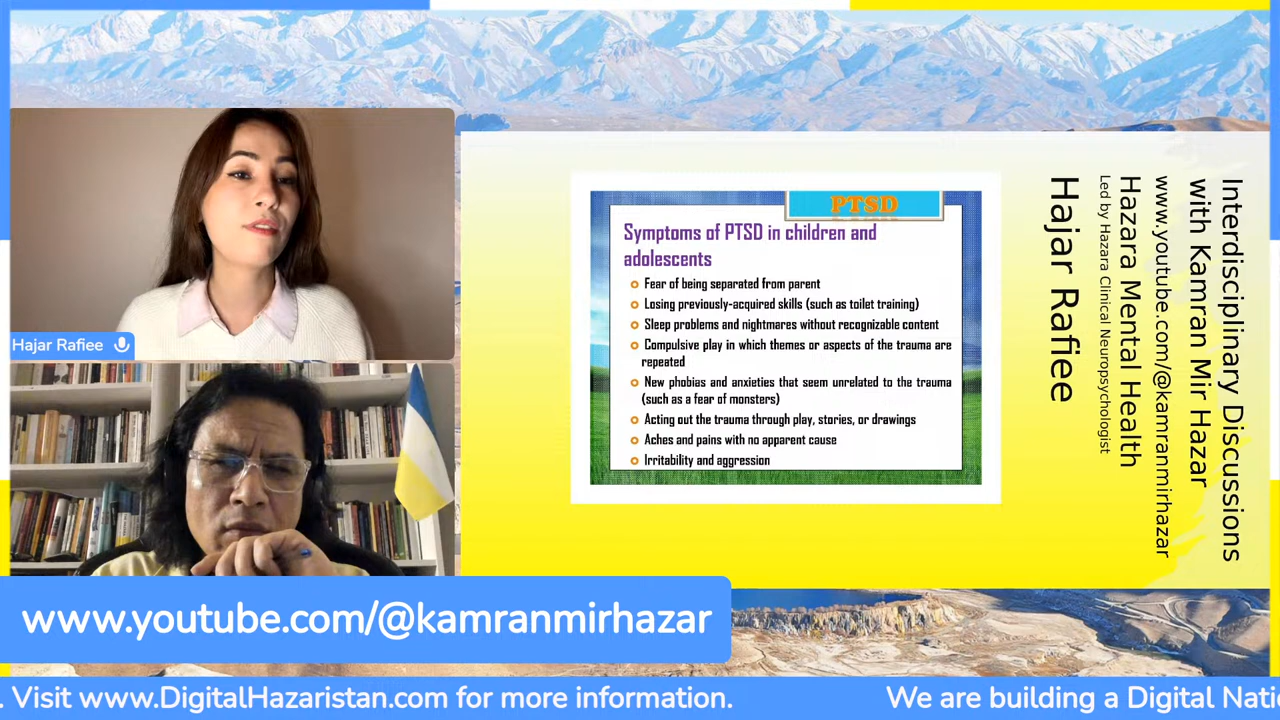 PTSD
Symptoms of PTSD in children and
adolescents
Fear of being separated from parent
Losing previously-acquired skills (such as toilet training)
Sleep problems and nightmares without recognizable content
Compulsive play in which themes or aspects of the trauma are
repeated
New phobias and anxieties that seem unrelated to the trauma
(such as a fear of monsters)
Acting out the trauma through play, stories, or drawings
Aches and pains with no apparent cause
Irritability and aggression
Interdisciplinary Discussions
with Kamran Mir Hazar
www.youtube.com/@kamranmirhazar
Hazara Mental Health
Led by Hazara Clinical Neuropsychologist
Hajar Rafiee
Hajar Rafiee
www.youtube.com/@kamranmirhazar
. Visit www.DigitalHazaristan.com for more information.
We are building a Digital Nati